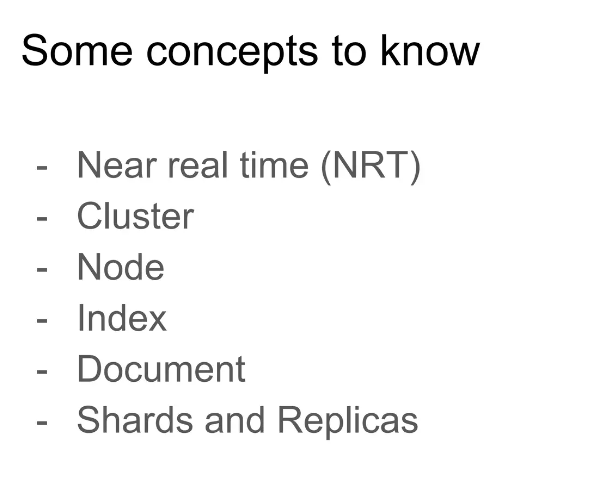 Some concepts to know
- Near real time (NRT)
- Cluster
- Node
- Index
- Document
- Shards and Replicas